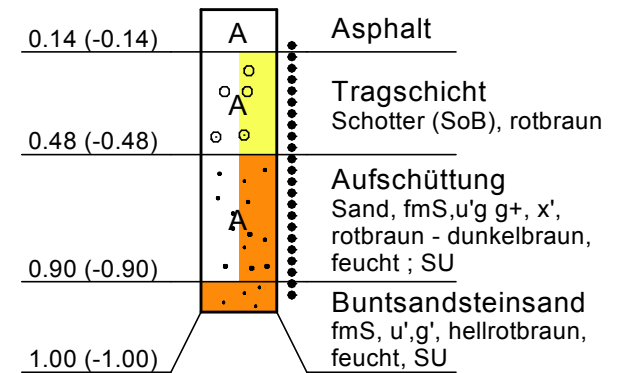 0.14 (-0.14)
A
Asphalt
A
Tragschicht
Schotter (SoB), rotbraun
0.48 (-0.48)
A
Aufschüttung
Sand, fmS,u'g g+, x',
rotbraun - dunkelbraun,
feucht ; SU
0.90 (-0.90)
Buntsandsteinsand
fmS, u',g', hellrotbraun,
feucht, SU
1.00 (-1.00)